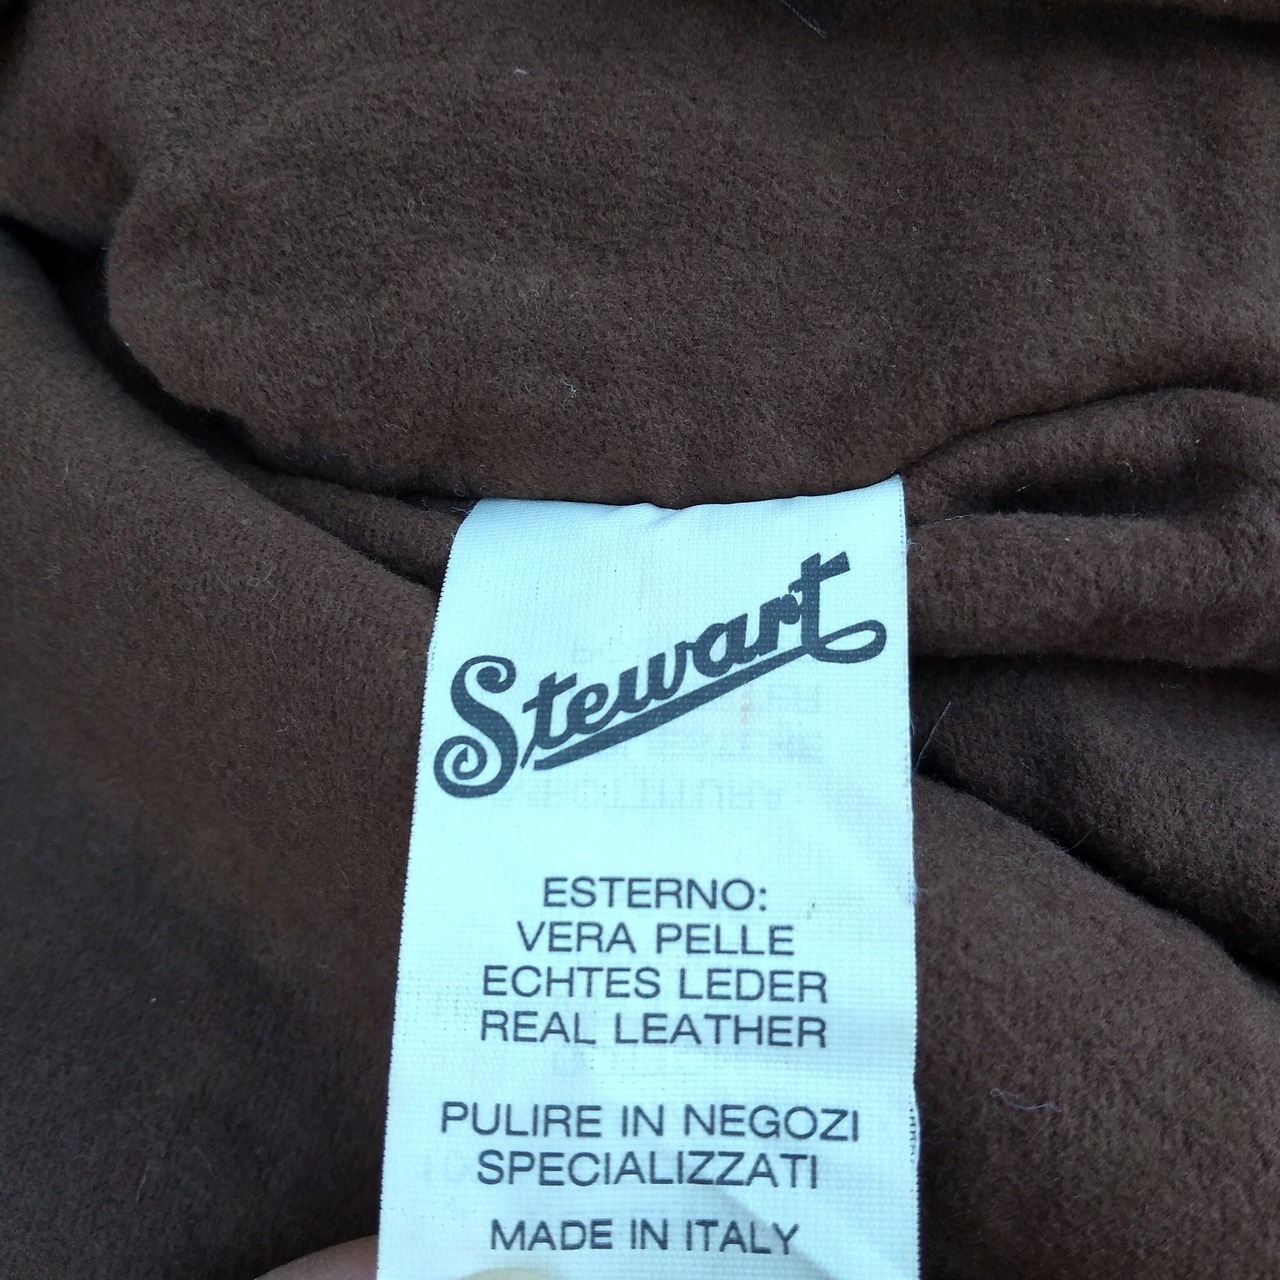 Stewart
ESTERNO:
VERA PELLE
ECHTES LEDER
REAL LEATHER
PULIRE IN NEGOZI
SPECIALIZZATI
MADE IN ITALY